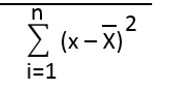 n
∑ (x – X̄)²
i=1